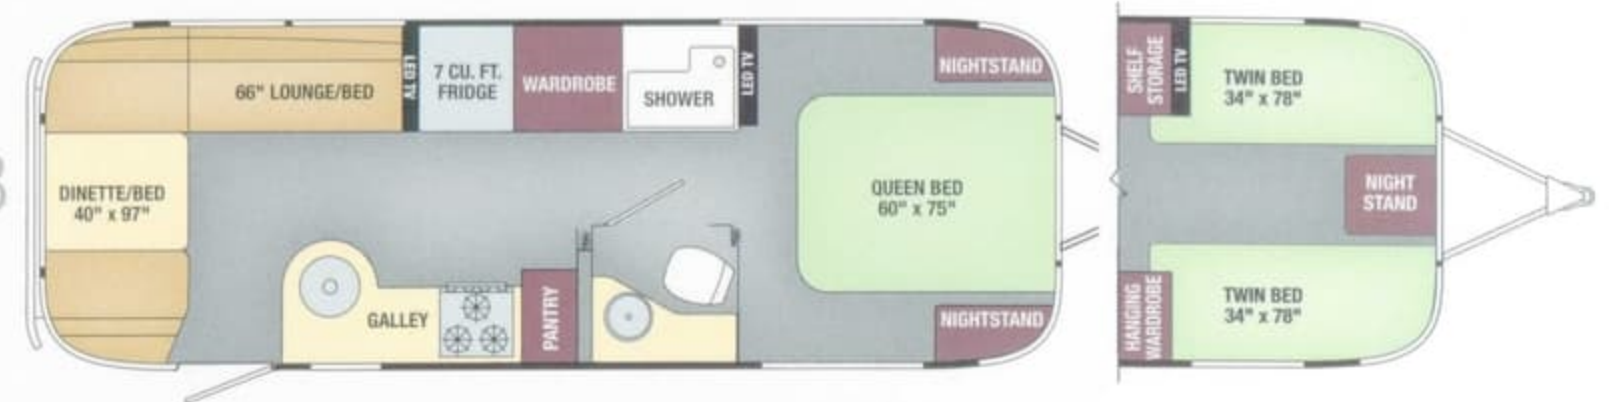 66" LOUNGE/BED
LED TV
7 CU. FT.
FRIDGE
WARDROBE
SHOWER
LED TV
NIGHTSTAND
DINETTE/BED
40" x 97"
QUEEN BED
60" x 75"
GALLEY
PANTRY
NIGHTSTAND
SHELF
STORAGE
LED TV
TWIN BED
34" x 78"
NIGHT
STAND
HANGING
WARDROBE
TWIN BED
34" x 78"